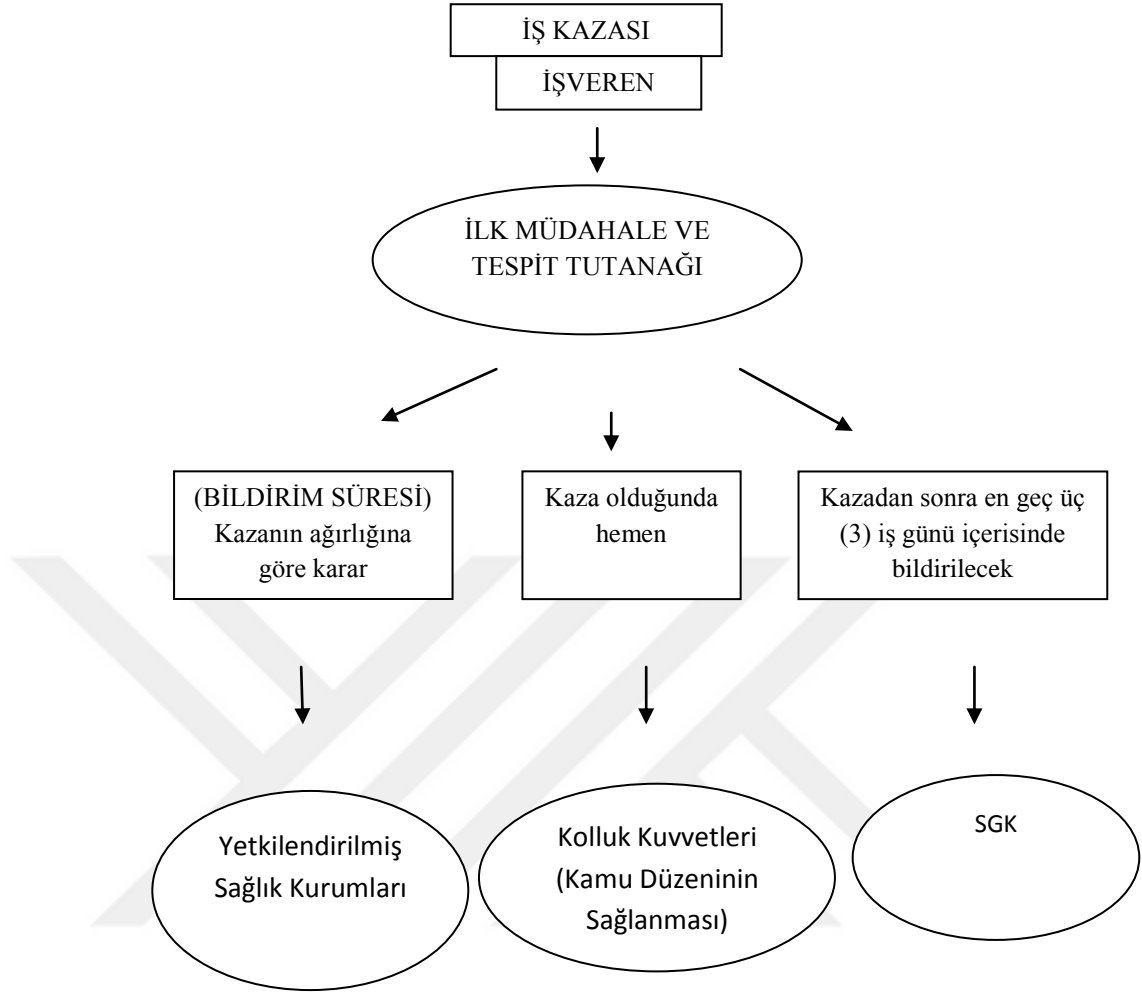 İŞ KAZASI
İŞVEREN
İLK MÜDAHALE VE
TESPİT TUTANAĞI
(BİLDİRİM SÜRESİ)
Kazanın ağırlığına
göre karar
Kaza olduğunda
hemen
Kazadan sonra en geç üç
(3) iş günü içerisinde
bildirilecek
Yetkilendirilmiş
Sağlık Kurumları
Kolluk Kuvvetleri
(Kamu Düzeninin
Sağlanması)
SGK